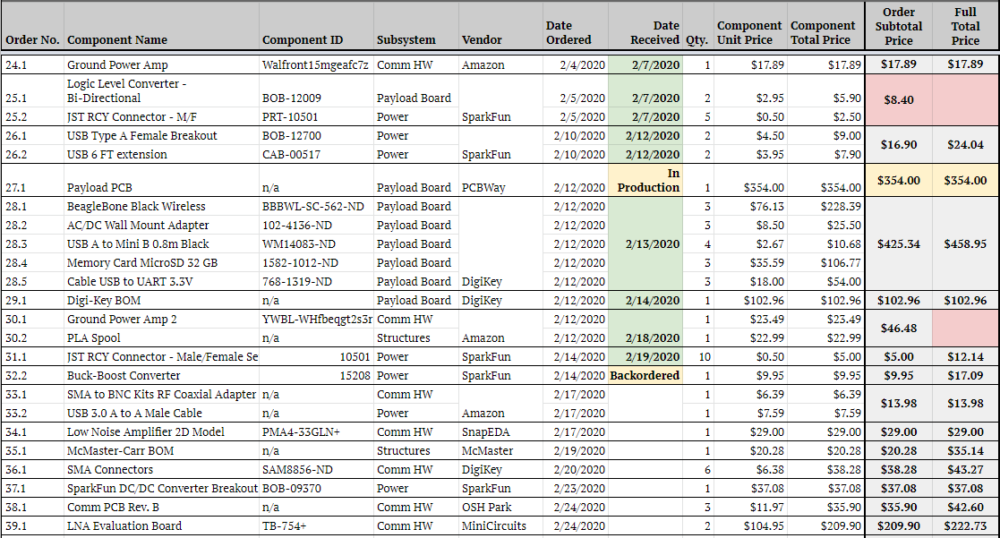 Order No. Component Name Component ID Subsystem Vendor Date Ordered Date Received Qty. Component Unit Price Component Total Price Order Subtotal Price Full Total Price
24.1 Ground Power Amp Walfront15mgeafc7z Comm HW Amazon 2/4/2020 2/7/2020 1 $17.89 $17.89 $17.89 $17.89
25.1 Logic Level Converter - Bi-Directional BOB-12009 Payload Board 2/5/2020 2/7/2020 2 $2.95 $5.90 $8.40
25.2 JST RCY Connector - M/F PRT-10501 Power SparkFun 2/5/2020 2/7/2020 5 $0.50 $2.50
26.1 USB Type A Female Breakout BOB-12700 Power 2/10/2020 2/12/2020 2 $4.50 $9.00 $16.90 $24.04
26.2 USB 6 FT extension CAB-00517 Power SparkFun 2/10/2020 2/12/2020 2 $3.95 $7.90
27.1 Payload PCB n/a Payload Board PCBWay 2/12/2020 In Production 1 $354.00 $354.00 $354.00 $354.00
28.1 BeagleBone Black Wireless BBBWL-SC-562-ND Payload Board 2/12/2020 3 $76.13 $228.39
28.2 AC/DC Wall Mount Adapter 102-4136-ND Payload Board 2/12/2020 3 $8.50 $25.50
28.3 USB A to Mini B 0.8m Black WM14083-ND Payload Board 2/12/2020 2/13/2020 4 $2.67 $10.68 $425.34 $458.95
28.4 Memory Card MicroSD 32 GB 1582-1012-ND Payload Board 2/12/2020 3 $35.59 $106.77
28.5 Cable USB to UART 3.3V 768-1319-ND Payload Board DigiKey 2/12/2020 3 $18.00 $54.00
29.1 Digi-Key BOM n/a Payload Board DigiKey 2/12/2020 2/14/2020 1 $102.96 $102.96 $102.96 $102.96
30.1 Ground Power Amp 2 YWBL-WHfbeqgt2s3r Comm HW 2/12/2020 1 $23.49 $23.49 $46.48
30.2 PLA Spool n/a Structures Amazon 2/12/2020 2/18/2020 1 $22.99 $22.99
31.1 JST RCY Connector - Male/Female Se 10501 Power SparkFun 2/14/2020 2/19/2020 10 $0.50 $5.00 $5.00 $12.14
32.2 Buck-Boost Converter 15208 Power SparkFun 2/14/2020 Backordered 1 $9.95 $9.95 $9.95 $17.09
33.1 SMA to BNC Kits RF Coaxial Adapter n/a Comm HW 2/17/2020 1 $6.39 $6.39 $13.98 $13.98
33.2 USB 3.0 A to A Male Cable n/a Power Amazon 2/17/2020 1 $7.59 $7.59
34.1 Low Noise Amplifier 2D Model PMA4-33GLN+ Comm HW SnapEDA 2/17/2020 1 $29.00 $29.00 $29.00 $29.00
35.1 McMaster-Carr BOM n/a Structures McMaster 2/19/2020 1 $20.28 $20.28 $20.28 $35.14
36.1 SMA Connectors SAM8856-ND Comm HW DigiKey 2/20/2020 6 $6.38 $38.28 $38.28 $43.27
37.1 SparkFun DC/DC Converter Breakout BOB-09370 Power SparkFun 2/23/2020 1 $37.08 $37.08 $37.08 $37.08
38.1 Comm PCB Rev. B n/a Comm HW OSH Park 2/24/2020 3 $11.97 $35.90 $35.90 $42.60
39.1 LNA Evaluation Board TB-754+ Comm HW MiniCircuits 2/24/2020 2 $104.95 $209.90 $209.90 $222.73